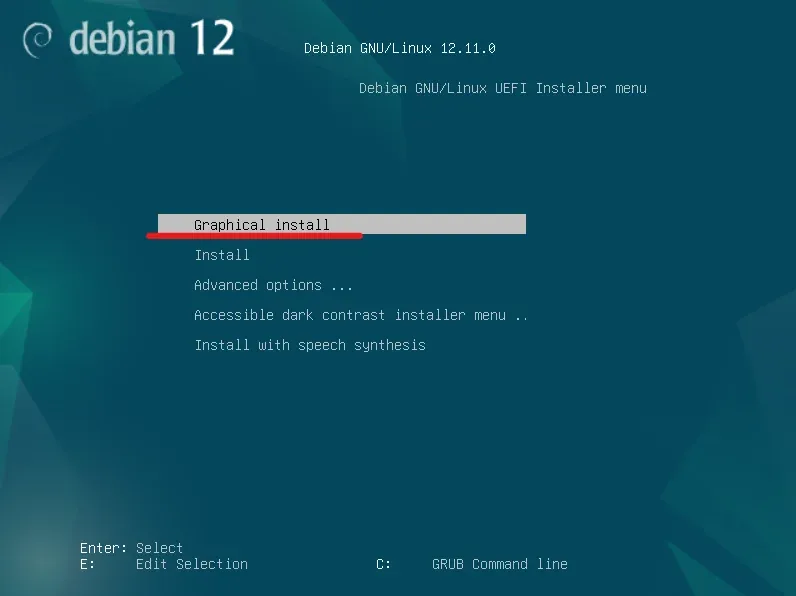 debian 12
Debian GNU/Linux 12.11.0
Debian GNU/Linux UEFI Installer menu
Graphical install
Install
Advanced options ...
Accessible dark contrast installer menu ..
Install with speech synthesis
Enter: Select
E: Edit Selection C: GRUB Command line